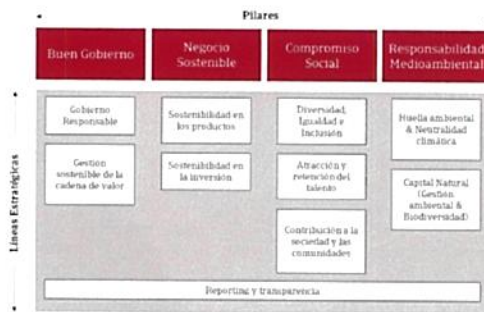 Pilares
Buen Gobierno
Negocio
Sostenible
Compromiso
Social
Responsabilidad
Medioambiental
Líneas Estratégicas
Gobierno
Responsable
Gestión
sostenible de la
cadena de valor
Sostenibilidad en
los productos
Sostenibilidad en
la inversión
Diversidad,
Igualdad e
Inclusión
Atracción y
retención del
talento
Contribución a la
sociedad y las
comunidades
Huella ambiental
& Neutralidad
climática
Capital Natural
(Gestión
ambiental &
Biodiversidad)
Reporting y transparencia